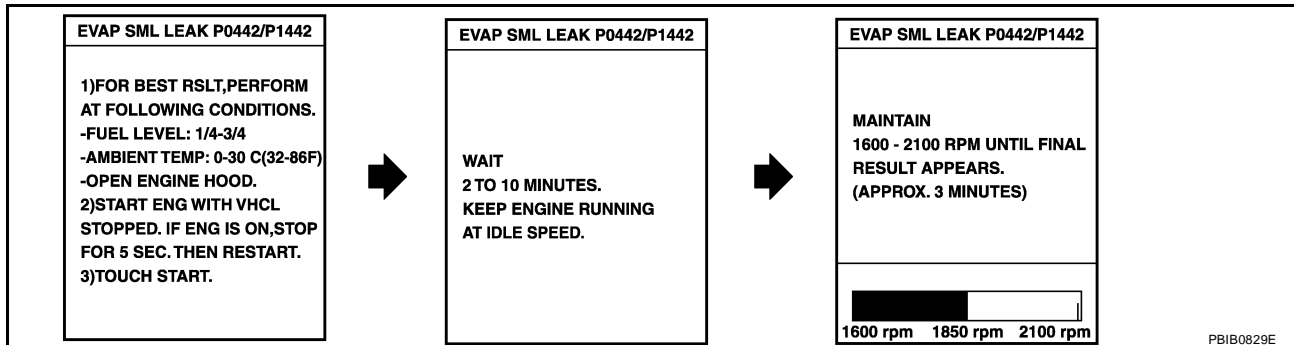 EVAP SML LEAK P0442/P1442
1)FOR BEST RSLT,PERFORM
AT FOLLOWING CONDITIONS.
-FUEL LEVEL: 1/4-3/4
-AMBIENT TEMP: 0-30 C(32-86F)
-OPEN ENGINE HOOD.
2)START ENG WITH VHCL
STOPPED. IF ENG IS ON,STOP
FOR 5 SEC. THEN RESTART.
3)TOUCH START.
EVAP SML LEAK P0442/P1442
WAIT
2 TO 10 MINUTES.
KEEP ENGINE RUNNING
AT IDLE SPEED.
EVAP SML LEAK P0442/P1442
MAINTAIN
1600 - 2100 RPM UNTIL FINAL
RESULT APPEARS.
(APPROX. 3 MINUTES)
1600 rpm 1850 rpm 2100 rpm
PBIB0829E